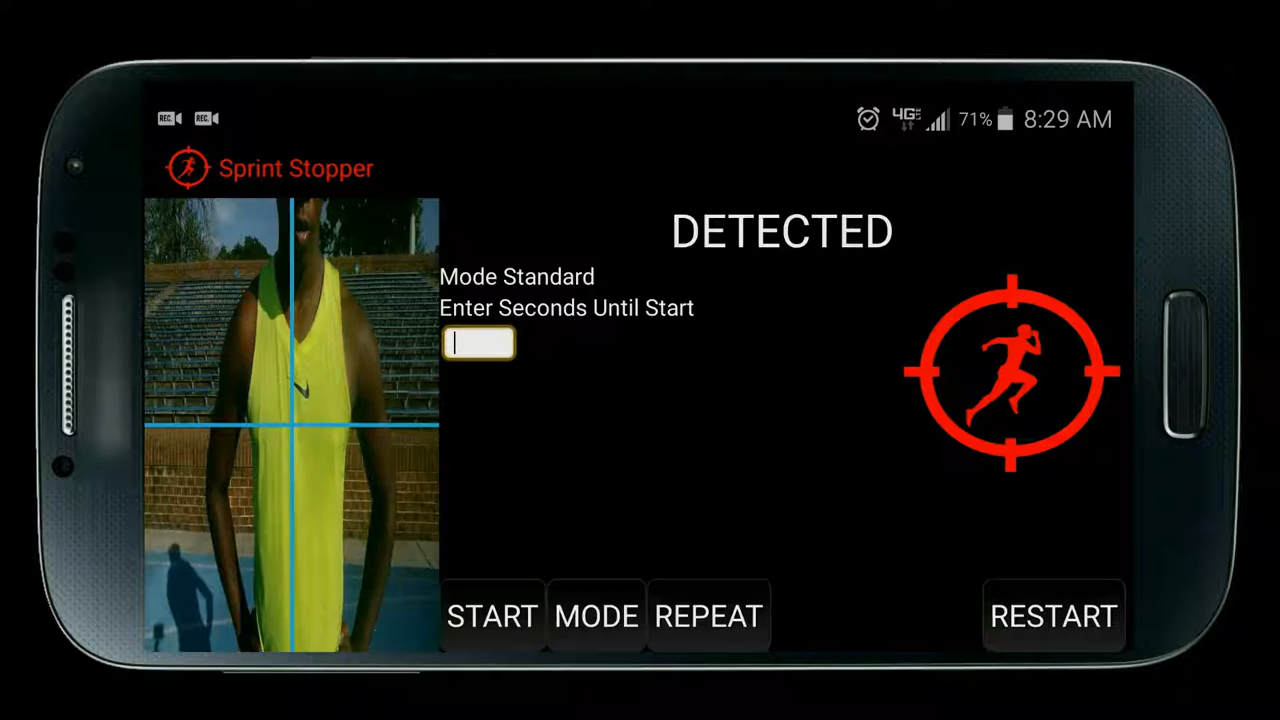 REC. REC. 4G LTE 71% 8:29 AM
Sprint Stopper
DETECTED
Mode Standard
Enter Seconds Until Start
START MODE REPEAT RESTART